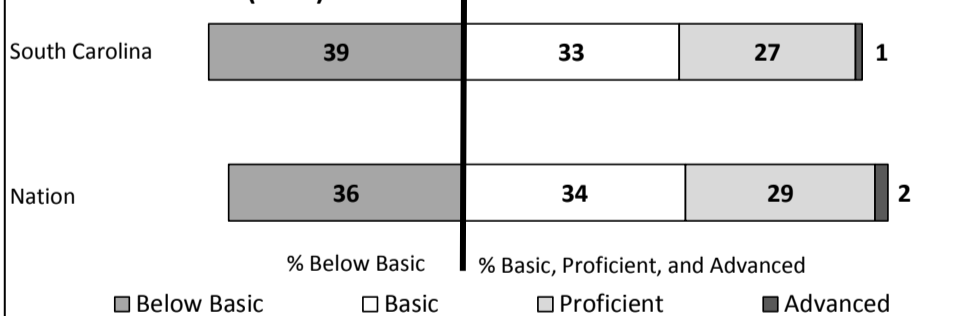 South Carolina 39 33 27 1
Nation 36 34 29 2
% Below Basic % Basic, Proficient, and Advanced
Below Basic Basic Proficient Advanced